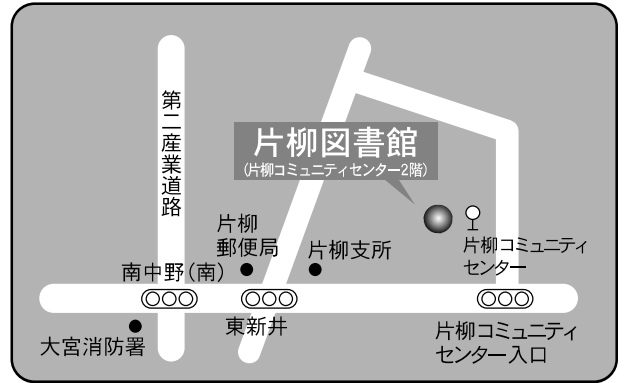 第二産業道路
片柳図書館
(片柳コミュニティセンター2階)
片柳
郵便局
片柳支所
片柳コミュニティ
センター
南中野(南)
東新井
大宮消防署
片柳コミュニティ
センター入口